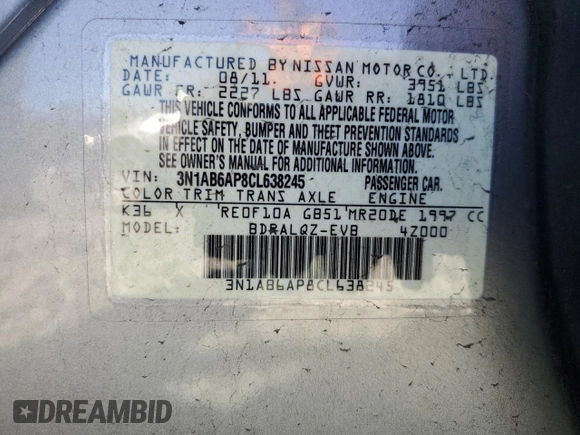 MANUFACTURED BY NISSAN MOTOR CO., LTD.
DATE: 08/11. GVWR: 3951 LBS
GAWR FR: 2227 LBS GAWR RR: 1810 LBS
THIS VEHICLE CONFORMS TO ALL APPLICABLE FEDERAL MOTOR
VEHICLE SAFETY, BUMPER AND THEFT PREVENTION STANDARDS
IN EFFECT ON THE DATE OF MANUFACTURE SHOWN ABOVE.
SEE OWNER'S MANUAL FOR ADDITIONAL INFORMATION.
VIN: 3N1AB6AP8CL638245 PASSENGER CAR.
COLOR TRIM TRANS AXLE ENGINE
K36 X RE0F10A GB51 MR20DE 1997 CC
MODEL: BDRALQZ-EVB 4Z000
3N1AB6AP8CL638245
DREAMBID